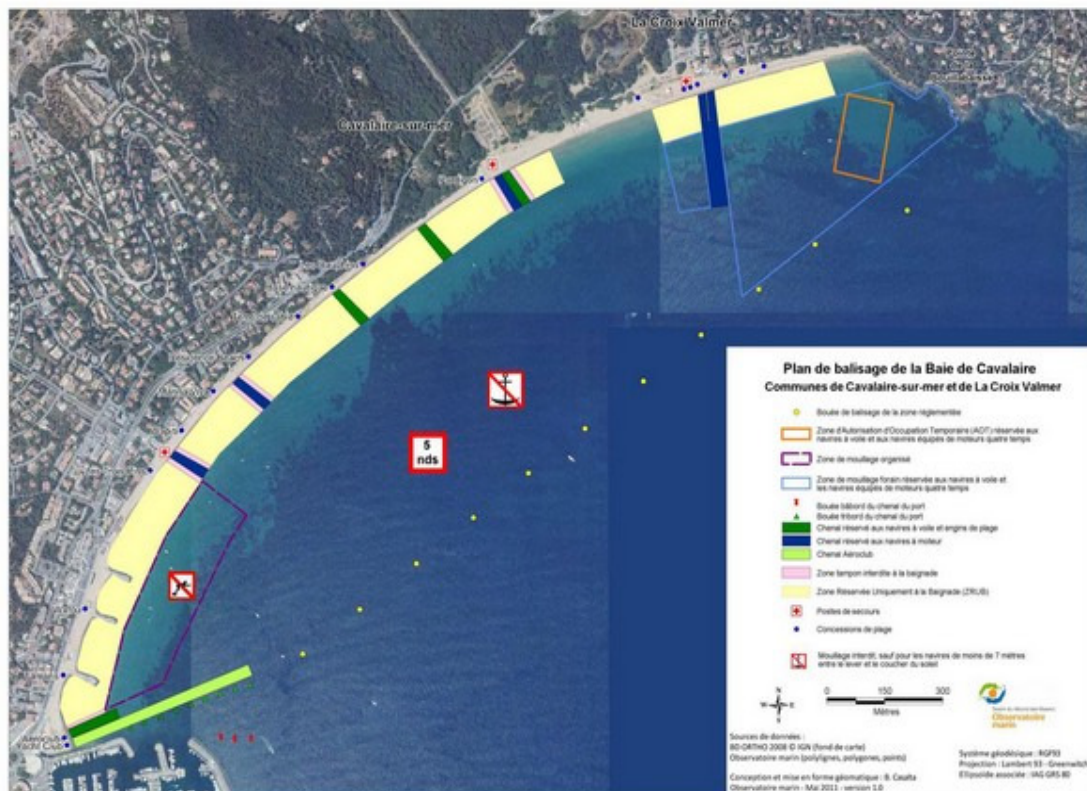 La Croix Valmer
Bouillabaisse
Cavalaire-sur-mer
5
nds
Yacht Club
Plan de balisage de la Baie de Cavalaire
Communes de Cavalaire-sur-mer et de La Croix Valmer
Bouée de balisage de la zone réglementée
Zone d'Autorisation d'Occupation Temporaire (AOT) réservée aux
navires à voile et aux navires équipés de moteurs quatre temps
Zone de mouillage organisé
Zone de mouillage forain réservée aux navires à voile et
les navires équipés de moteurs quatre temps
Bouée bâbord du chenal du port
Bouée tribord du chenal du port
Chenal réservé aux navires à voile et engins de plage
Chenal réservé aux navires à moteur
Chenal Aéroclub
Zone tampon interdite à la baignade
Zone Réservée Uniquement à la Baignade (ZRUB)
Postes de secours
Concessions de plage
Mouillage interdit, sauf pour les navires de moins de 7 mètres
entre le lever et le coucher du soleil
N
W E
S
0 150 300
Mètres
Observatoire
marin
Sources de données :
BD ORTHO 2008 © IGN (fond de carte)
Observatoire marin (polylignes, polygones, points)
Conception et mise en forme géomatique : B. Casalta
Observatoire marin - Mai 2011 - version 1.0
Système géodésique : RGF93
Projection : Lambert 93 - Greenwitch
Ellipsoïde associée : IAG GRS 80